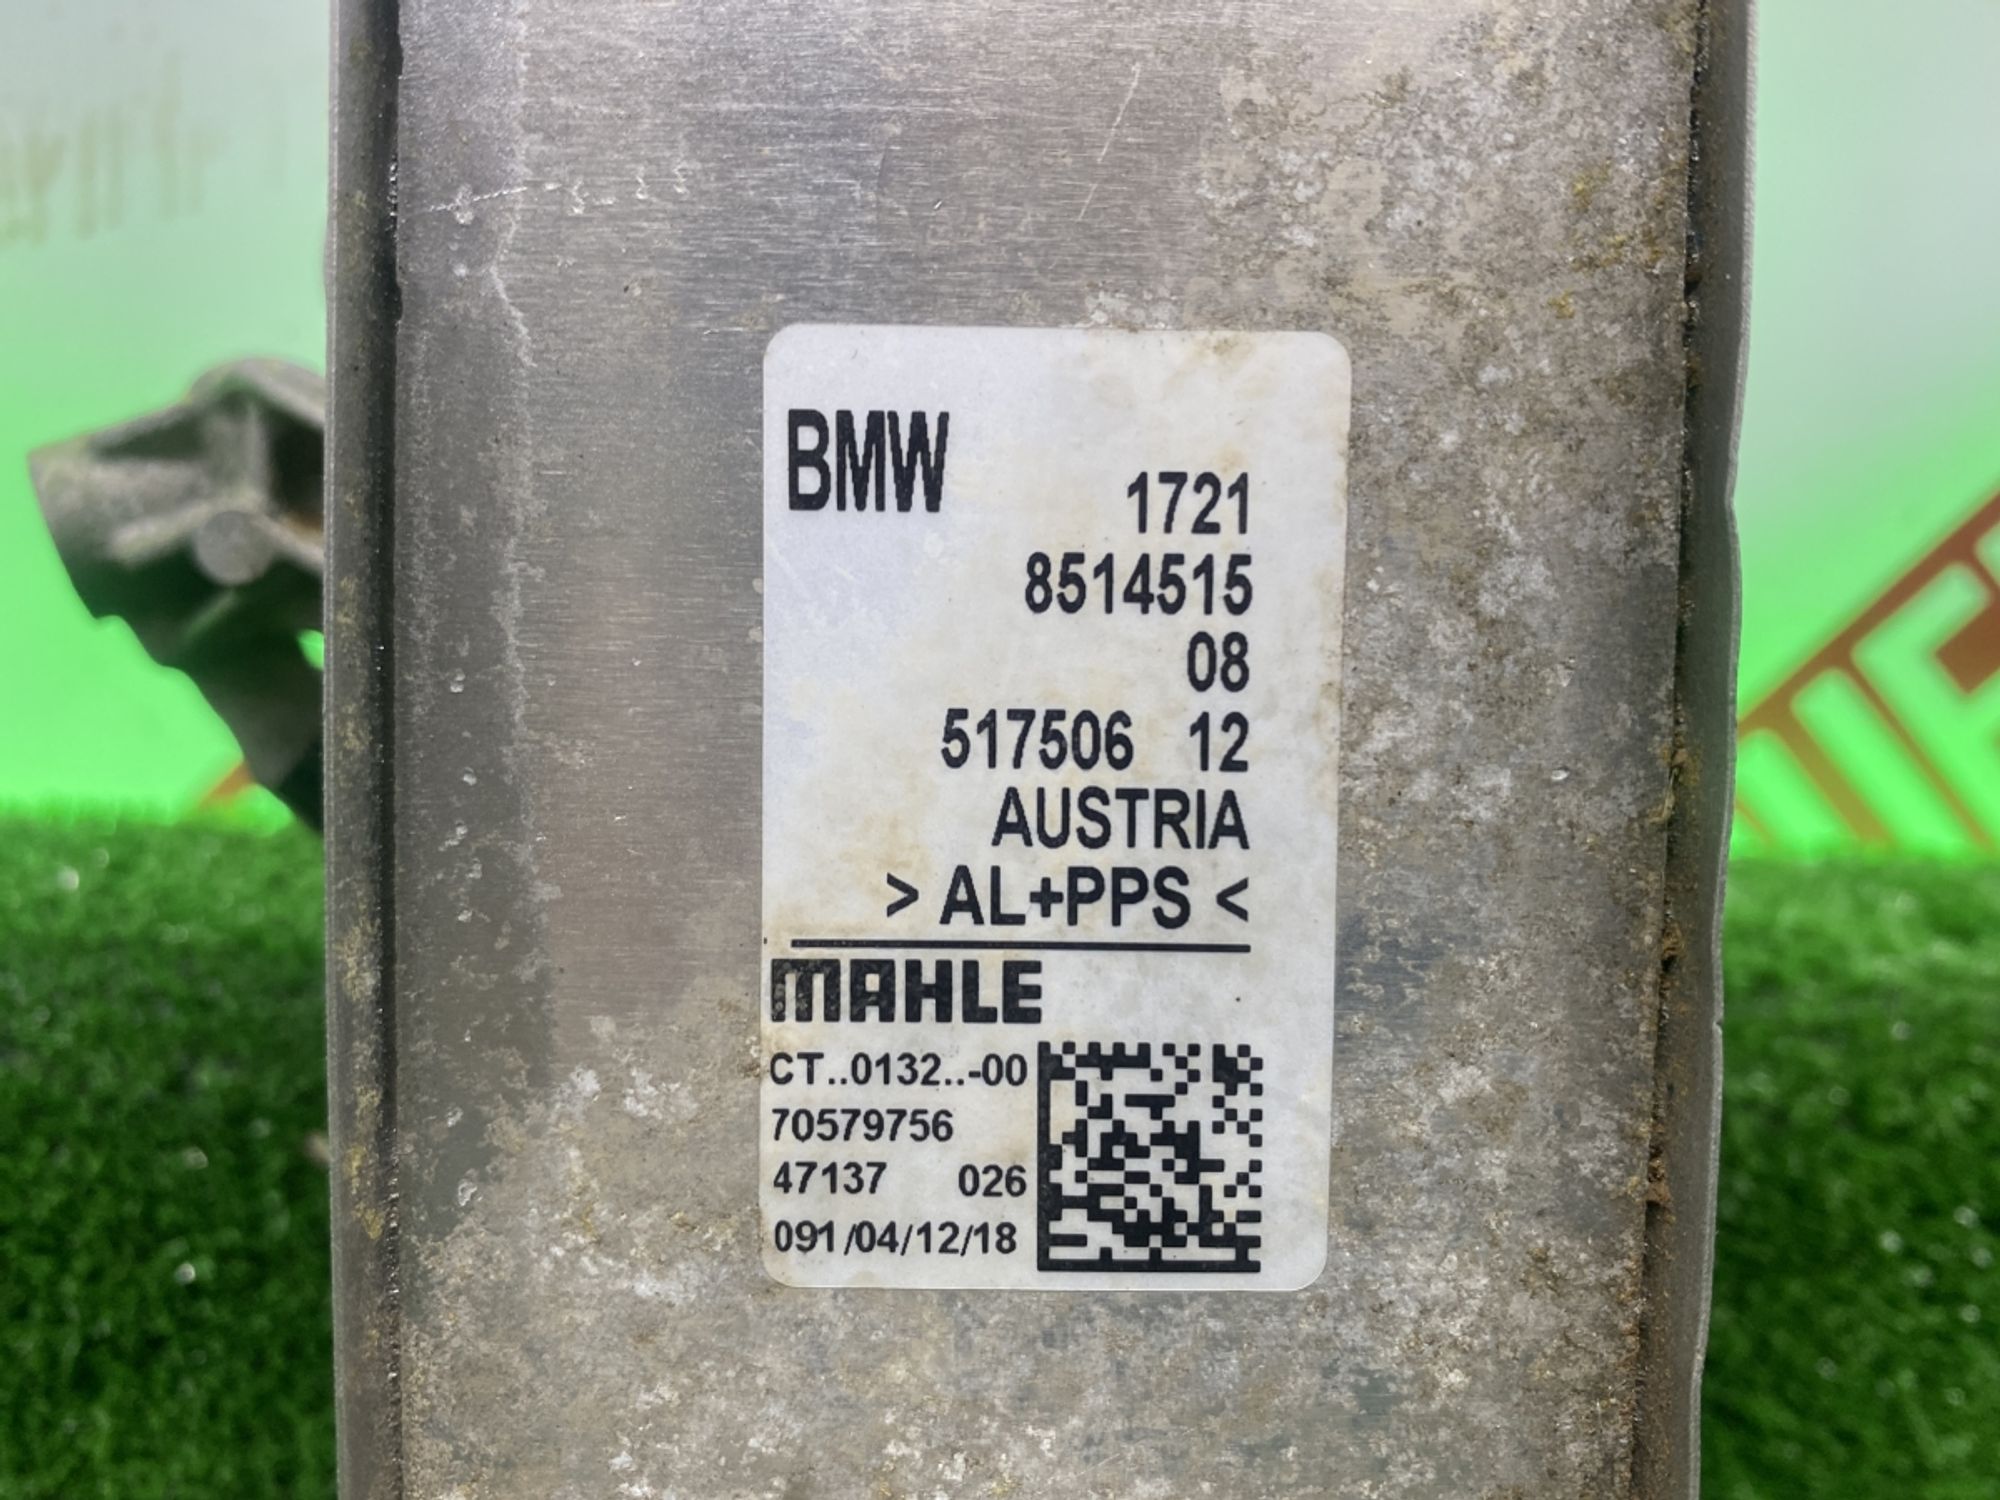 BMW
1721
8514515
08
517506 12
AUSTRIA
> AL+PPS <
MAHLE
CT..0132..-00
70579756
47137 026
091/04/12/18